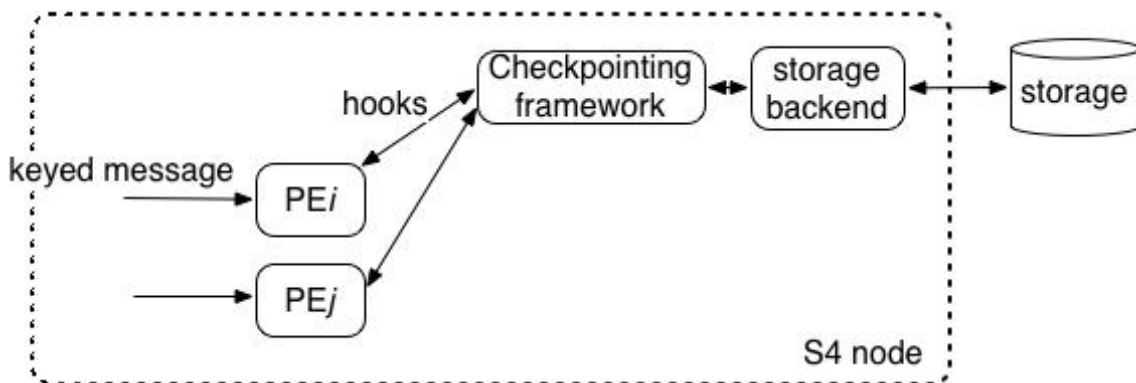 Checkpointing
framework
storage
backend
storage
hooks
keyed message
PEi
PEj
S4 node